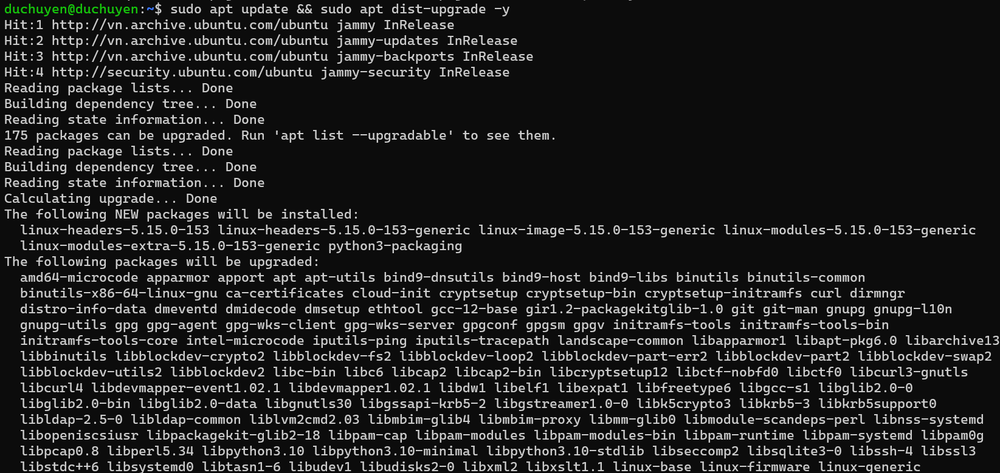 duchuyen@duchuyen:~$ sudo apt update && sudo apt dist-upgrade -y
Hit:1 http://vn.archive.ubuntu.com/ubuntu jammy InRelease
Hit:2 http://vn.archive.ubuntu.com/ubuntu jammy-updates InRelease
Hit:3 http://vn.archive.ubuntu.com/ubuntu jammy-backports InRelease
Hit:4 http://security.ubuntu.com/ubuntu jammy-security InRelease
Reading package lists... Done
Building dependency tree... Done
Reading state information... Done
175 packages can be upgraded. Run 'apt list --upgradable' to see them.
Reading package lists... Done
Building dependency tree... Done
Reading state information... Done
Calculating upgrade... Done
The following NEW packages will be installed:
  linux-headers-5.15.0-153 linux-headers-5.15.0-153-generic linux-image-5.15.0-153-generic linux-modules-5.15.0-153-generic
  linux-modules-extra-5.15.0-153-generic python3-packaging
The following packages will be upgraded:
  amd64-microcode apparmor apport apt apt-utils bind9-dnsutils bind9-host bind9-libs binutils binutils-common
  binutils-x86-64-linux-gnu ca-certificates cloud-init cryptsetup cryptsetup-bin cryptsetup-initramfs curl dirmngr
  distro-info-data dmeventd dmidecode dmsetup ethtool gcc-12-base gir1.2-packagekitglib-1.0 git git-man gnupg gnupg-l10n
  gnupg-utils gpg gpg-agent gpg-wks-client gpg-wks-server gpgconf gpgsm gpgv initramfs-tools initramfs-tools-bin
  initramfs-tools-core intel-microcode iputils-ping iputils-tracepath landscape-common libapparmor1 libapt-pkg6.0 libarchive13
  libbinutils libblockdev-crypto2 libblockdev-fs2 libblockdev-loop2 libblockdev-part-err2 libblockdev-part2 libblockdev-swap2
  libblockdev-utils2 libblockdev2 libc-bin libc6 libcap2 libcap2-bin libcryptsetup12 libctf-nobfd0 libctf0 libcurl3-gnutls
  libcurl4 libdevmapper-event1.02.1 libdevmapper1.02.1 libdw1 libelf1 libexpat1 libfreetype6 libgcc-s1 libglib2.0-0
  libglib2.0-bin libglib2.0-data libgnutls30 libgssapi-krb5-2 libgstreamer1.0-0 libk5crypto3 libkrb5-3 libkrb5support0
  libldap-2.5-0 libldap-common liblvm2cmd2.03 libmbim-glib4 libmbim-proxy libmm-glib0 libmodule-scandeps-perl libnss-systemd
  libopeniscsiusr libpackagekit-glib2-18 libpam-cap libpam-modules libpam-modules-bin libpam-runtime libpam-systemd libpam0g
  libpcap0.8 libperl5.34 libpython3.10 libpython3.10-minimal libpython3.10-stdlib libseccomp2 libsqlite3-0 libssh-4 libssl3
  libstdc++6 libsystemd0 libtasn1-6 libudev1 libudisks2-0 libxml2 libxslt1.1 linux-base linux-firmware linux-generic